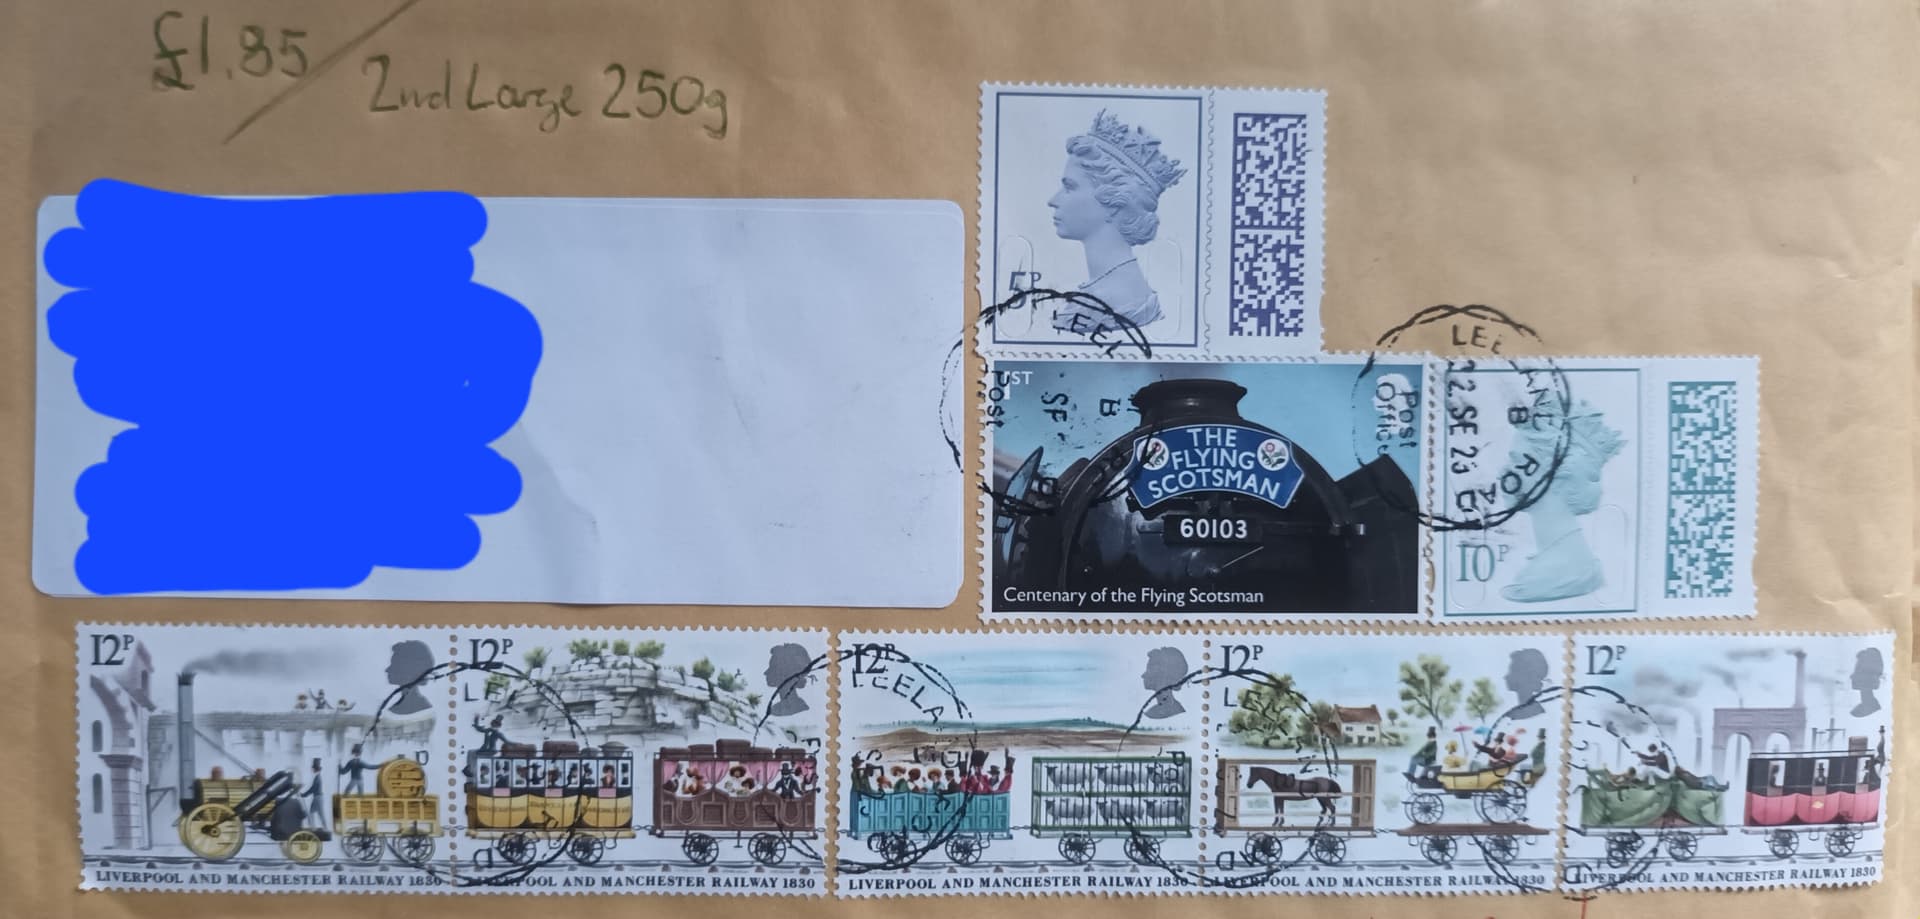 £1.85
2nd Large 250g
5P
1ST
THE
FLYING
SCOTSMAN
60103
Centenary of the Flying Scotsman
Post
Office
10P
12P
LIVERPOOL AND MANCHESTER RAILWAY 1830
12P
LIVERPOOL AND MANCHESTER RAILWAY 1830
12P
LIVERPOOL AND MANCHESTER RAILWAY 1830
12P
LIVERPOOL AND MANCHESTER RAILWAY 1830
12P
LIVERPOOL AND MANCHESTER RAILWAY 1830